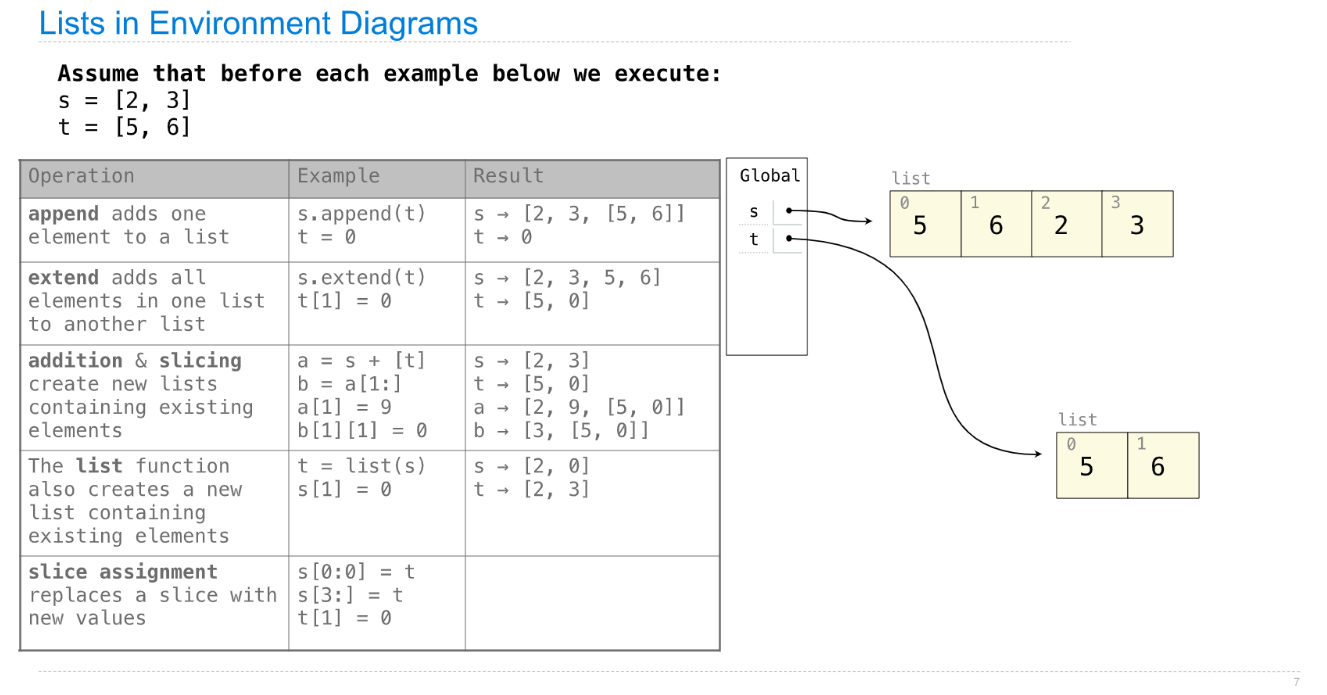 Lists in Environment Diagrams
Assume that before each example below we execute:
s = [2, 3]
t = [5, 6]
Operation
Example
Result
append adds one
element to a list
s.append(t)
t = 0
s → [2, 3, [5, 6]]
t → 0
extend adds all
elements in one list
to another list
s.extend(t)
t[1] = 0
s → [2, 3, 5, 6]
t → [5, 0]
addition & slicing
create new lists
containing existing
elements
a = s + [t]
b = a[1:]
a[1] = 9
b[1][1] = 0
s → [2, 3]
t → [5, 0]
a → [2, 9, [5, 0]]
b → [3, [5, 0]]
The list function
also creates a new
list containing
existing elements
t = list(s)
s[1] = 0
s → [2, 0]
t → [2, 3]
slice assignment
replaces a slice with
new values
s[0:0] = t
s[3:] = t
t[1] = 0
Global
s
t
list
0 1 2 3
5 6 2 3
list
0 1
5 6
7